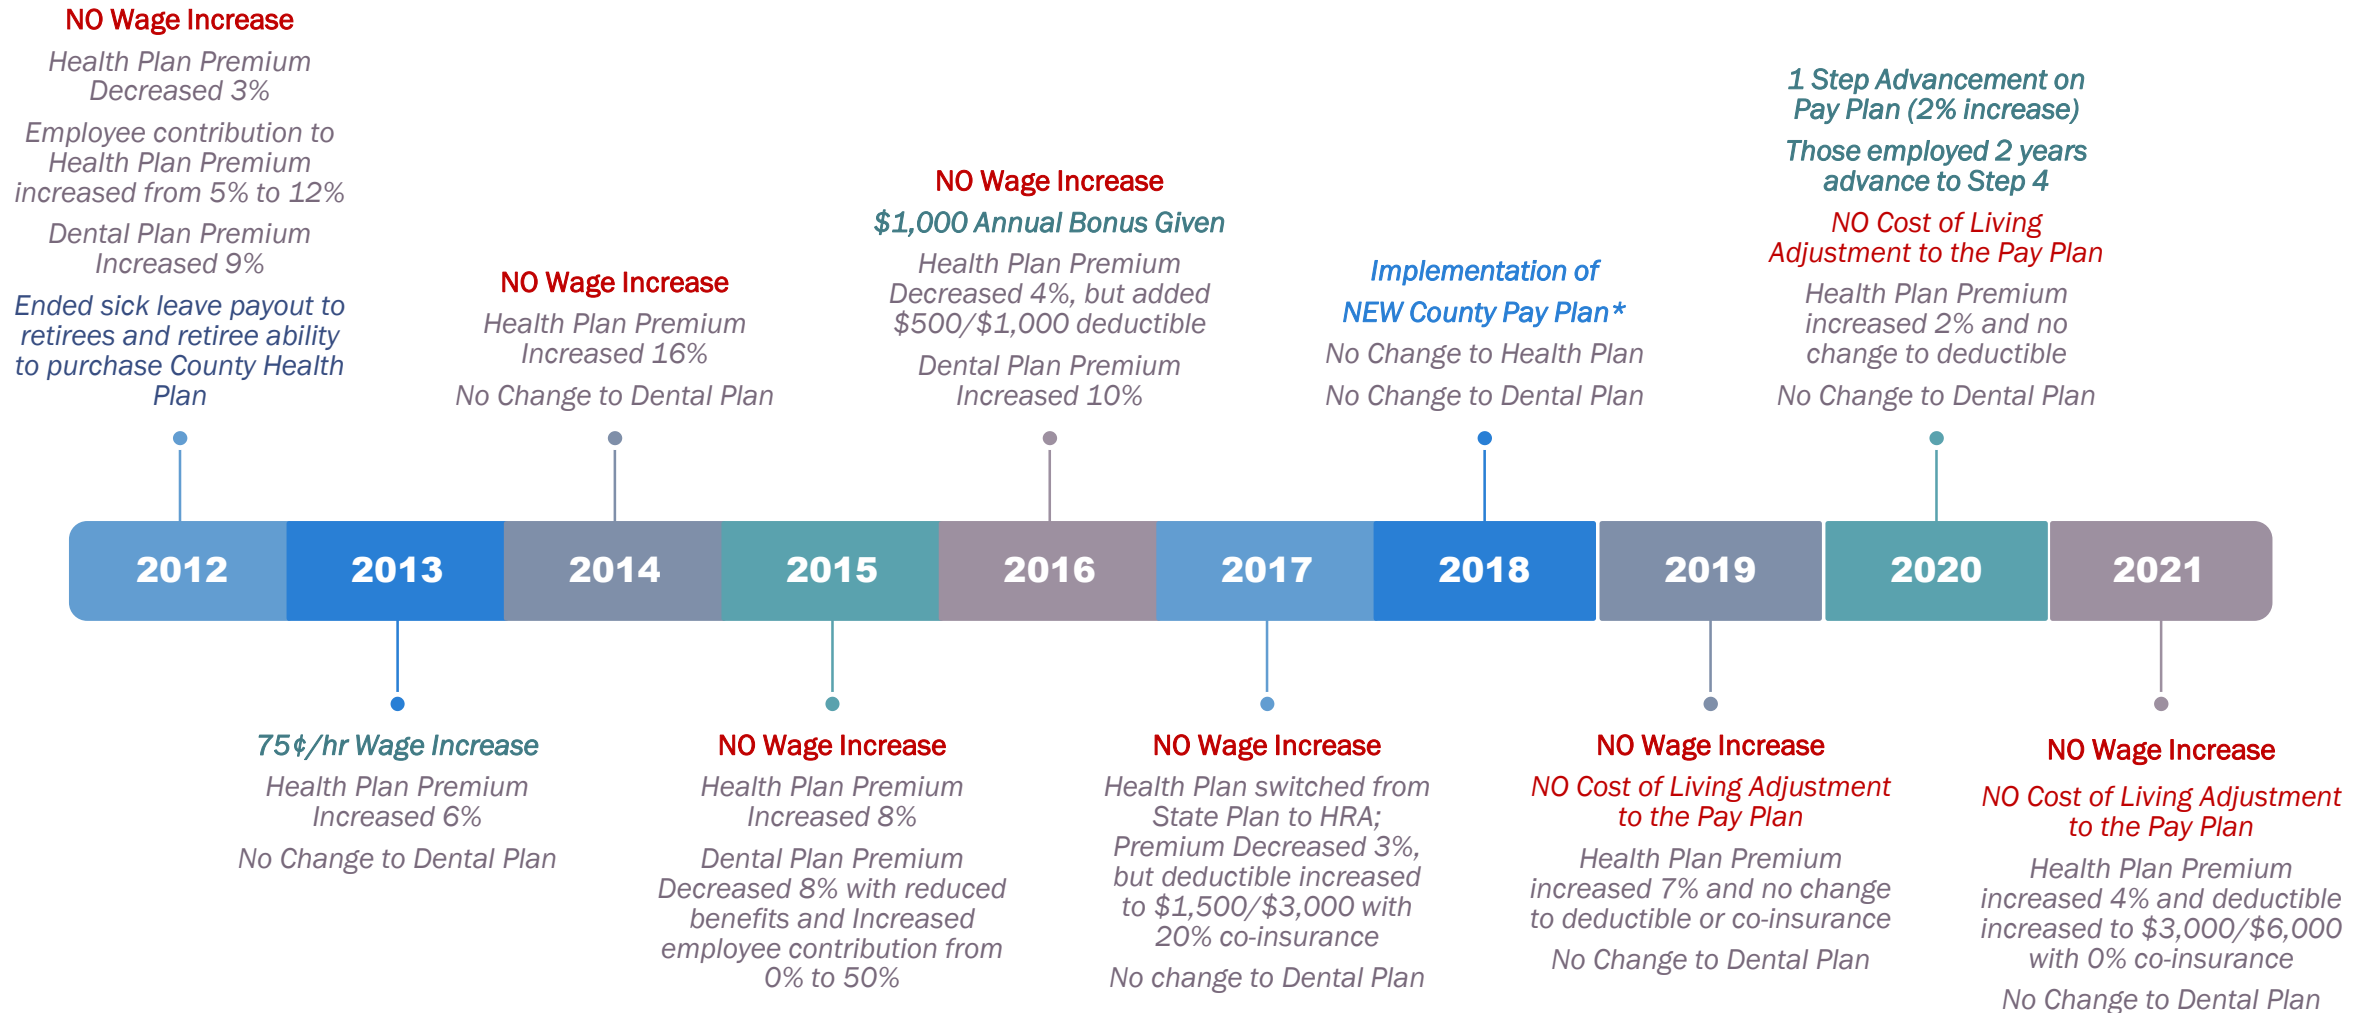 NO Wage Increase
Health Plan Premium
Decreased 3%
Employee contribution to
Health Plan Premium
increased from 5% to 12%
Dental Plan Premium
Increased 9%
Ended sick leave payout to
retirees and retiree ability
to purchase County Health
Plan
NO Wage Increase
Health Plan Premium
Increased 16%
No Change to Dental Plan
NO Wage Increase
$1,000 Annual Bonus Given
Health Plan Premium
Decreased 4%, but added
$500/$1,000 deductible
Dental Plan Premium
Increased 10%
Implementation of
NEW County Pay Plan*
No Change to Health Plan
No Change to Dental Plan
1 Step Advancement on
Pay Plan (2% increase)
Those employed 2 years
advance to Step 4
NO Cost of Living
Adjustment to the Pay Plan
Health Plan Premium
increased 2% and no
change to deductible
No Change to Dental Plan
2012
2013
2014
2015
2016
2017
2018
2019
2020
2021
75¢/hr Wage Increase
Health Plan Premium
Increased 6%
No Change to Dental Plan
NO Wage Increase
Health Plan Premium
Increased 8%
Dental Plan Premium
Decreased 8% with reduced
benefits and Increased
employee contribution from
0% to 50%
NO Wage Increase
Health Plan switched from
State Plan to HRA;
Premium Decreased 3%,
but deductible increased
to $1,500/$3,000 with
20% co-insurance
No change to Dental Plan
NO Wage Increase
NO Cost of Living Adjustment
to the Pay Plan
Health Plan Premium
increased 7% and no change
to deductible or co-insurance
No Change to Dental Plan
NO Wage Increase
NO Cost of Living Adjustment
to the Pay Plan
Health Plan Premium
increased 4% and deductible
increased to $3,000/$6,000
with 0% co-insurance
No Change to Dental Plan